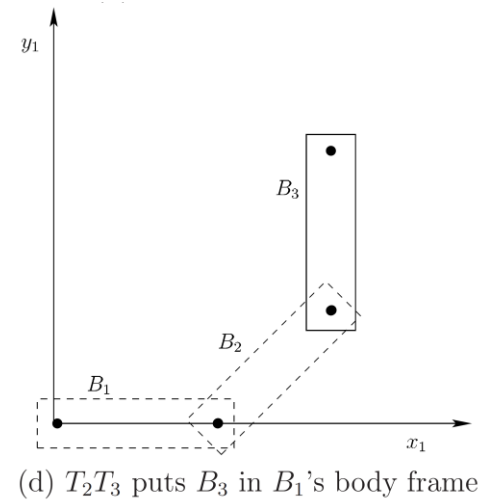 y₁
B₃
B₂
B₁
x₁
(d) T₂T₃ puts B₃ in B₁'s body frame